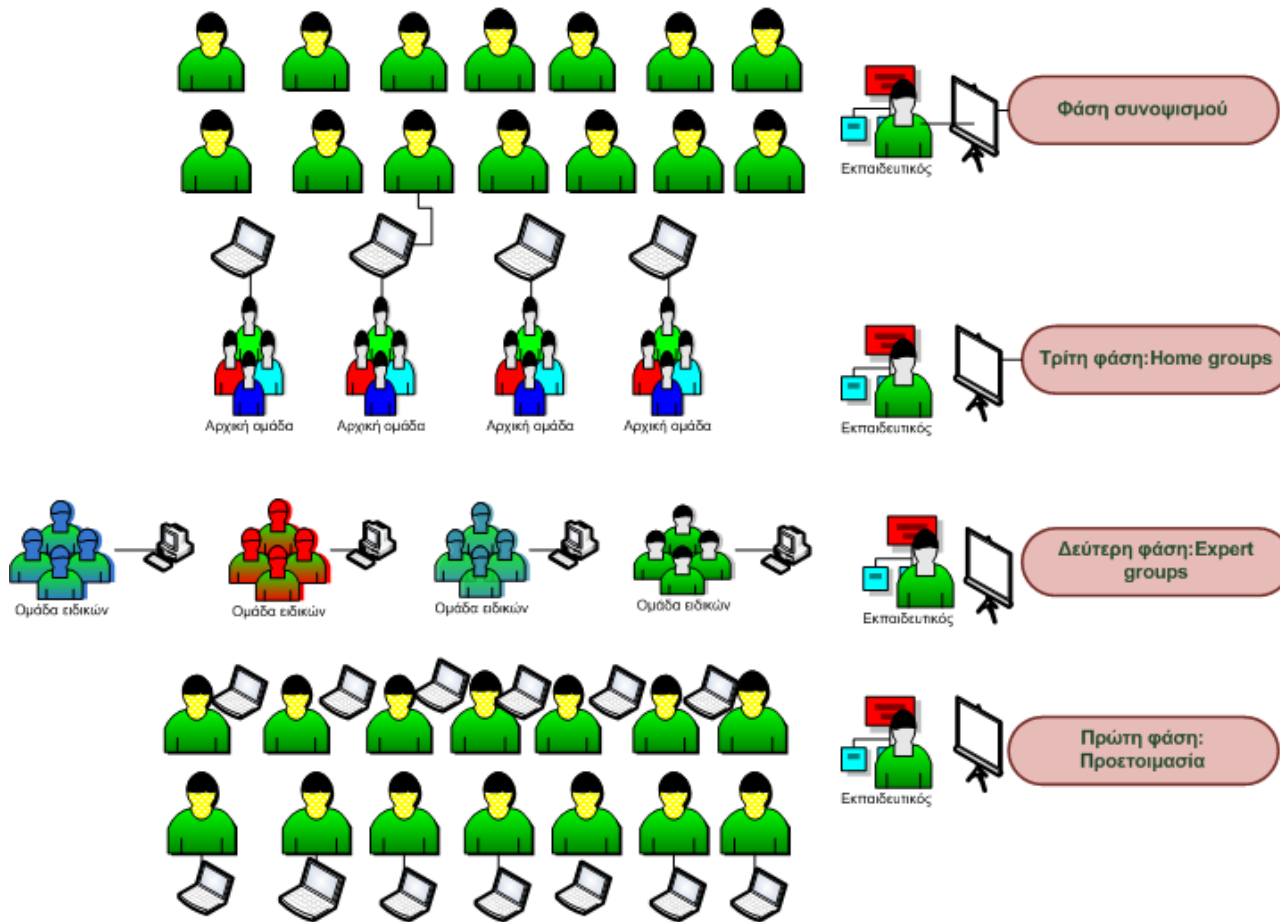 Φάση συνοψισμού
Εκπαιδευτικός
Τρίτη φάση:Home groups
Εκπαιδευτικός
Αρχική ομάδα
Αρχική ομάδα
Αρχική ομάδα
Αρχική ομάδα
Δεύτερη φάση:Expert
groups
Εκπαιδευτικός
Ομάδα ειδικών
Ομάδα ειδικών
Ομάδα ειδικών
Ομάδα ειδικών
Πρώτη φάση:
Προετοιμασία
Εκπαιδευτικός